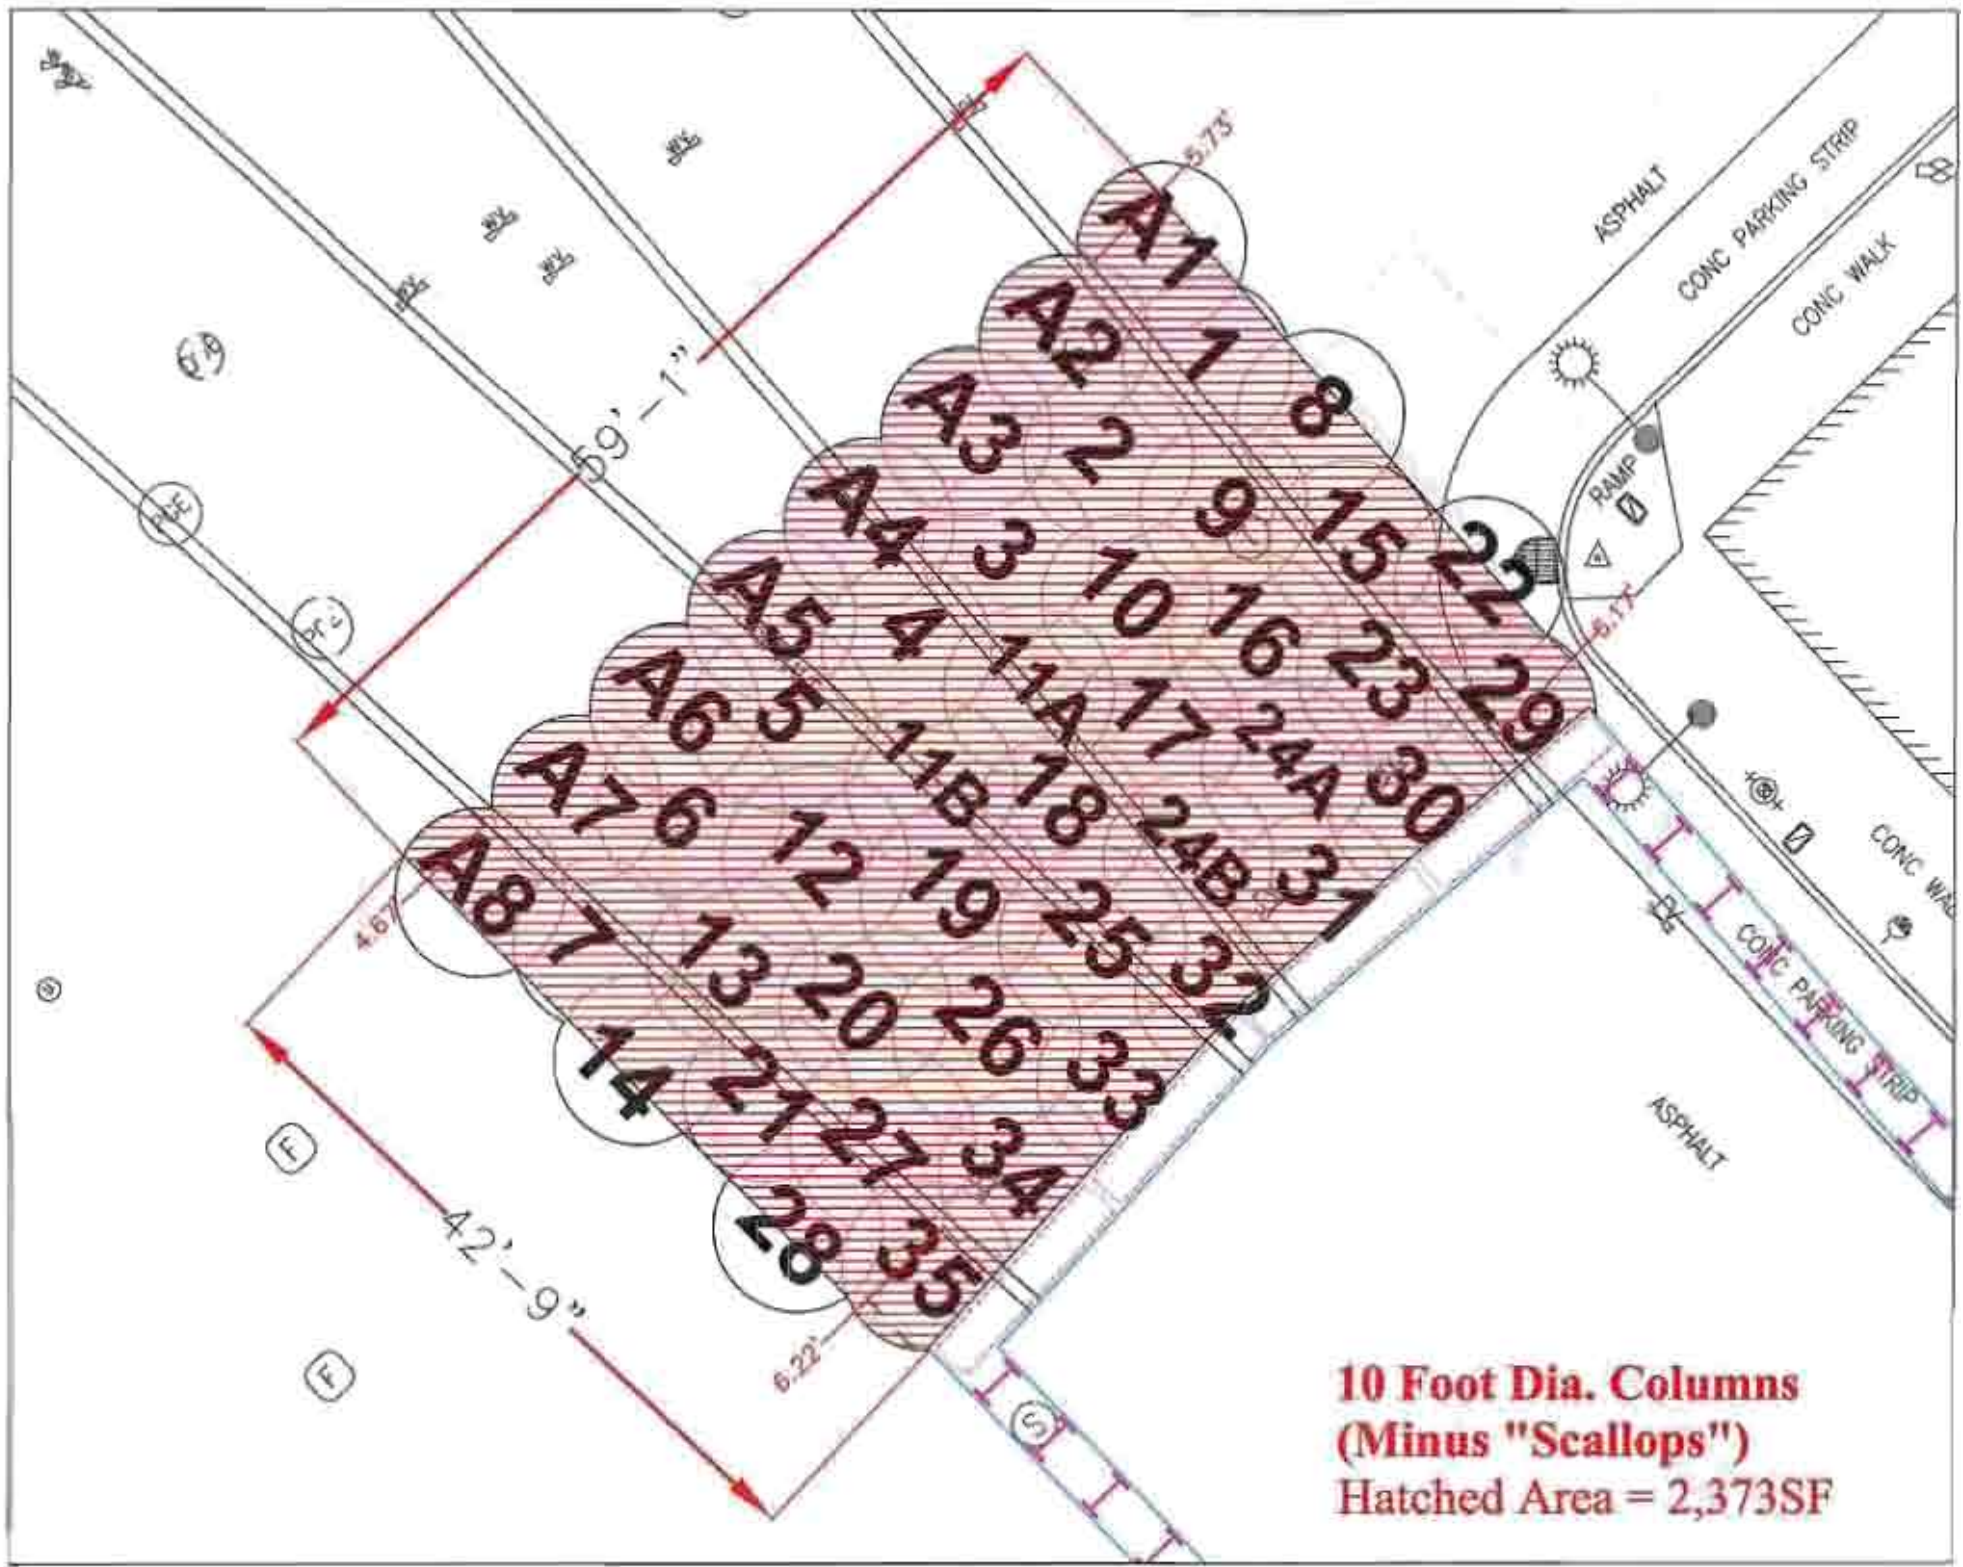 5.73'
ASPHALT
CONC PARKING STRIP
CONC WALK
59'-1"
RAMP
6.17'
A1
A2
1
A3
2
8
A4
3
9
15
22
A5
4
10
16
23
29
A6
5
11A
17
24A
30
A7
6
11B
18
24B
31
A8
7
12
19
25
32
13
20
26
33
14
21
27
34
28
35
PGE
4.67'
6.22'
42'-9"
F
F
S
CONC PARKING STRIP
ASPHALT
10 Foot Dia. Columns
(Minus "Scallops")
Hatched Area = 2,373SF